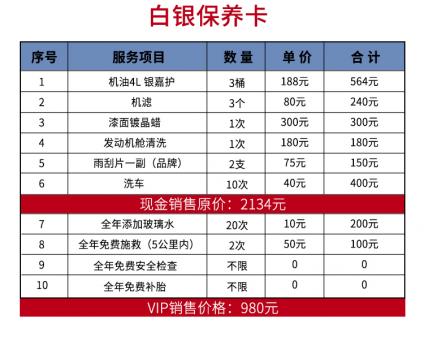 白银保养卡
序号 服务项目 数量 单价 合计
1 机油4L 银嘉护 3桶 188元 564元
2 机滤 3个 80元 240元
3 漆面镀晶蜡 1次 300元 300元
4 发动机舱清洗 1次 180元 180元
5 雨刮片一副（品牌） 2支 75元 150元
6 洗车 10次 40元 400元
现金销售原价：2134元
7 全年添加玻璃水 20次 10元 200元
8 全年免费施救（5公里内） 2次 50元 100元
9 全年免费安全检查 不限 0 0
10 全年免费补胎 不限 0 0
VIP销售价格：980元